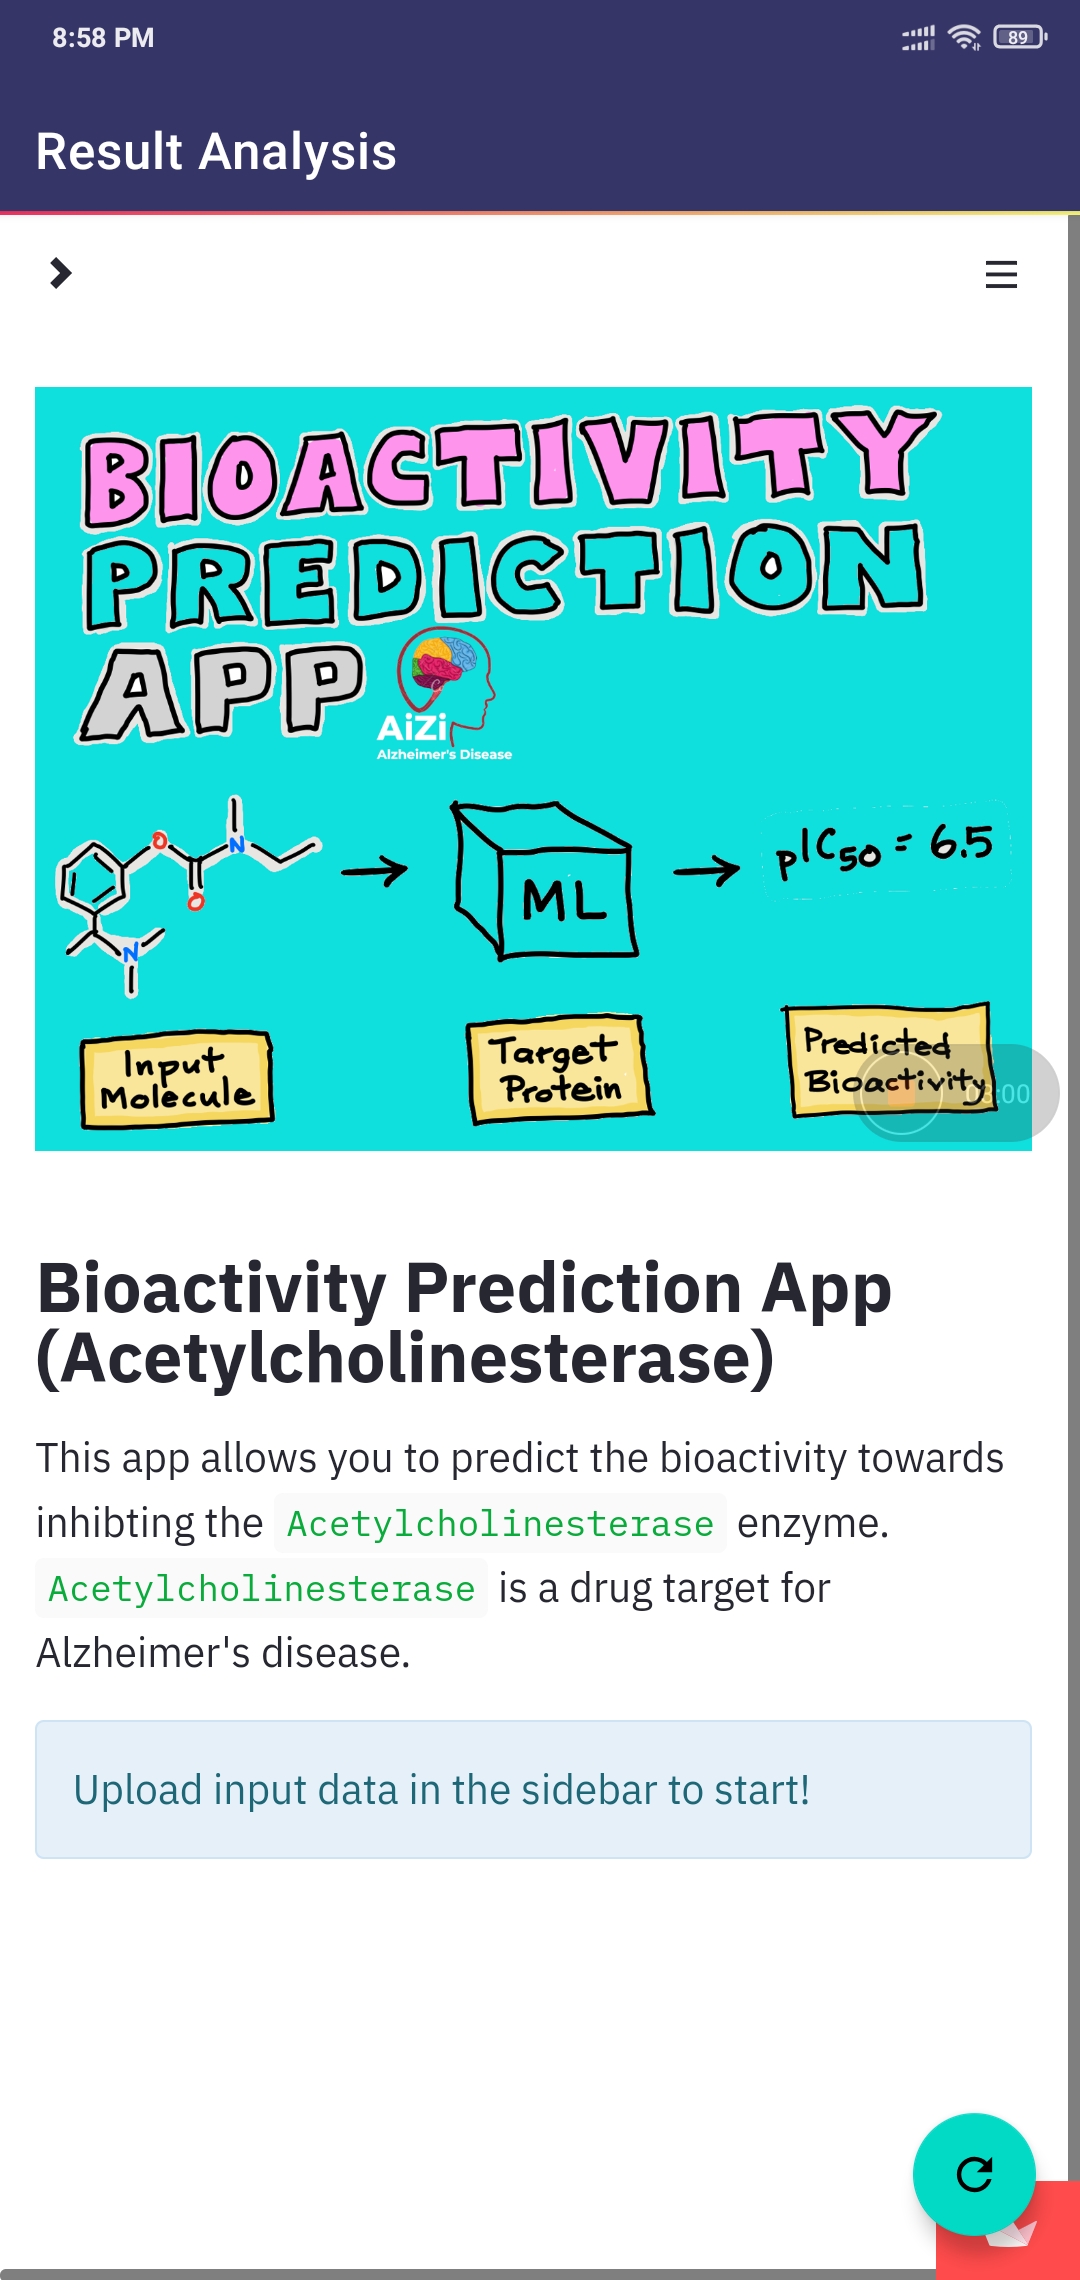 8:58 PM
89
Result Analysis
BIOACTIVITY
PREDICTION
APP
AiZi
Alzheimer's Disease
O
N
O
N
ML
pIC50 = 6.5
Input
Molecule
Target
Protein
Predicted
Bioactivity
03:00
Bioactivity Prediction App
(Acetylcholinesterase)
This app allows you to predict the bioactivity towards
inhibting the Acetylcholinesterase enzyme.
Acetylcholinesterase is a drug target for
Alzheimer's disease.
Upload input data in the sidebar to start!